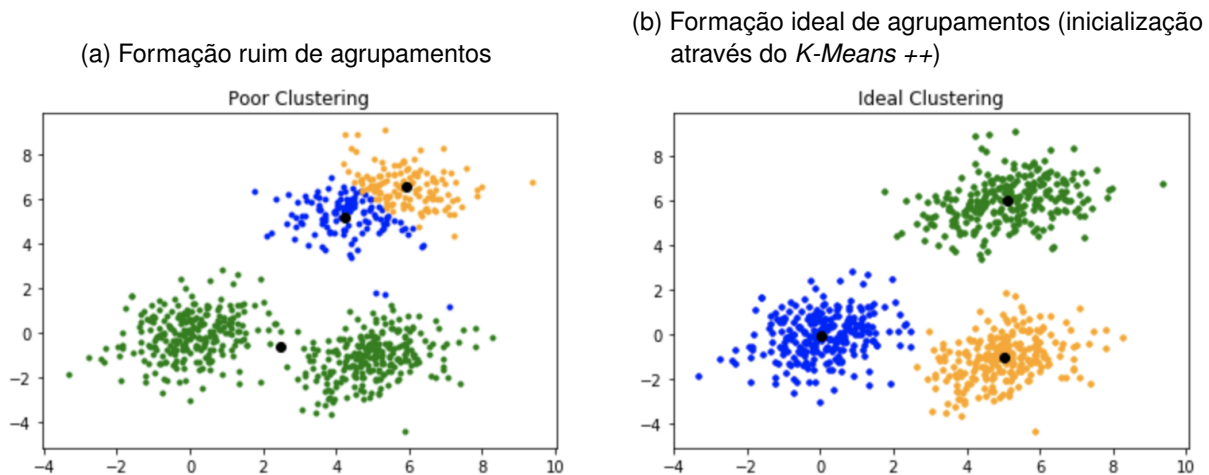 (a) Formação ruim de agrupamentos
(b) Formação ideal de agrupamentos (inicialização
através do K-Means ++)
Poor Clustering
8
6
4
2
0
−2
−4
−4 −2 0 2 4 6 8 10
Ideal Clustering
8
6
4
2
0
−2
−4
−4 −2 0 2 4 6 8 10